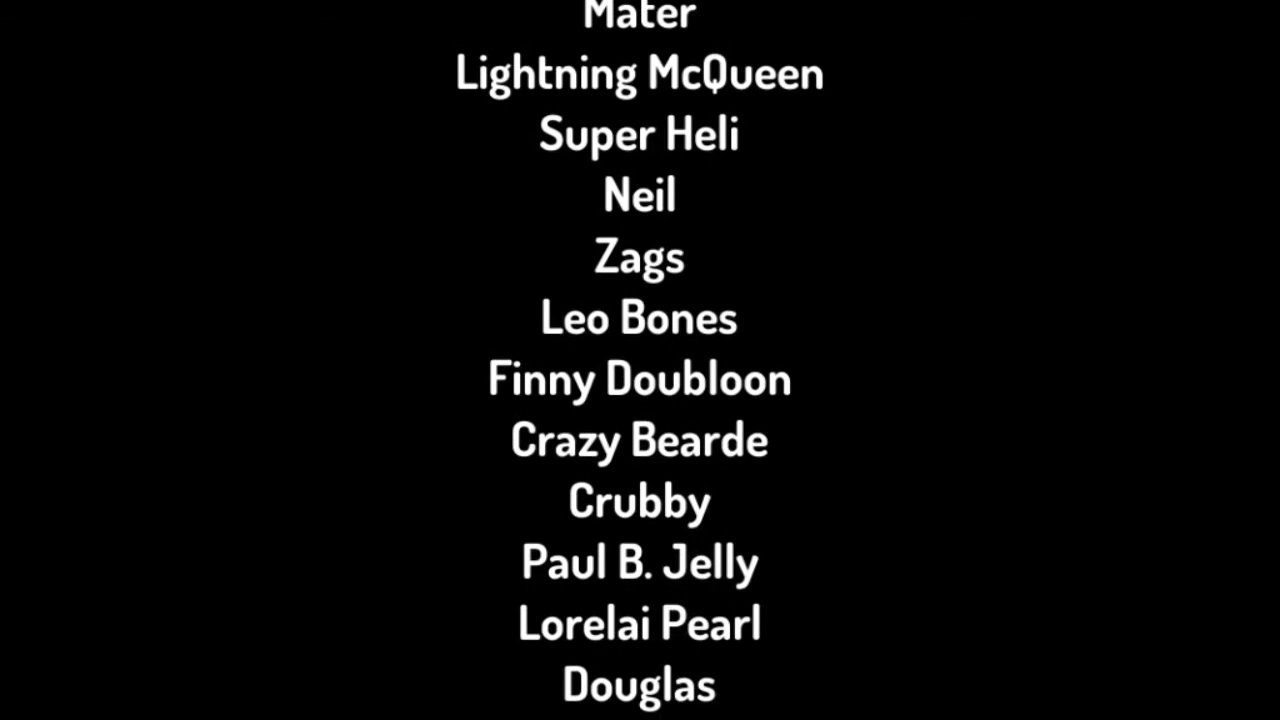 Mater
Lightning McQueen
Super Heli
Neil
Zags
Leo Bones
Finny Doubloon
Crazy Bearde
Crubby
Paul B. Jelly
Lorelai Pearl
Douglas